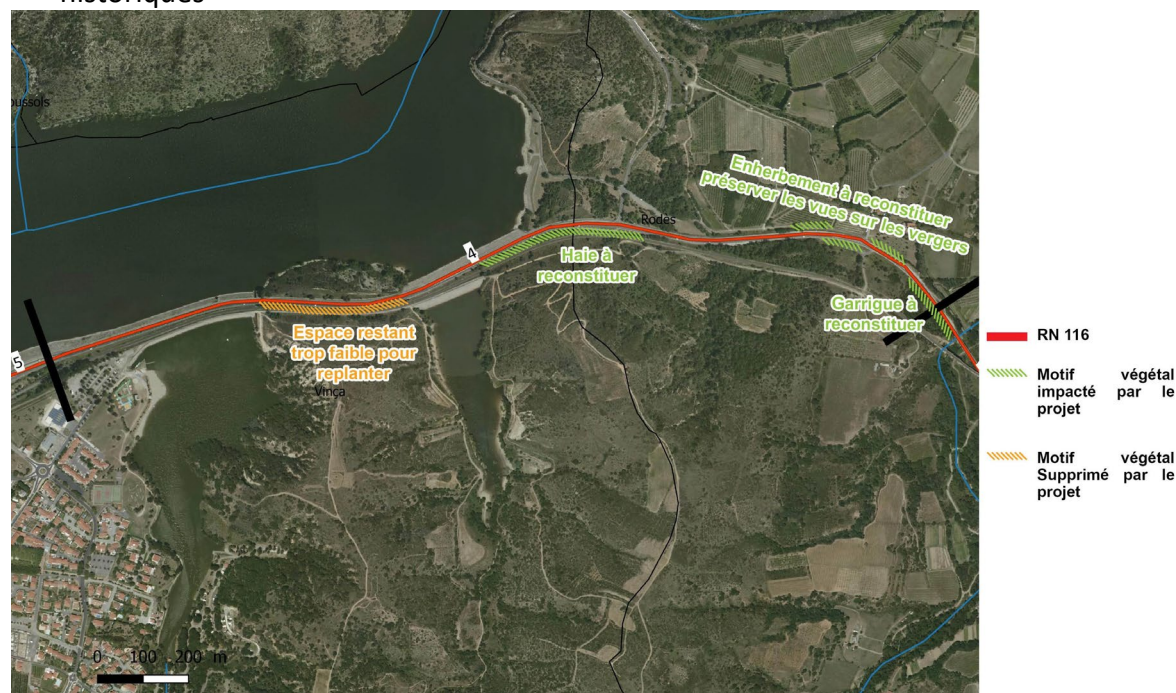 historiques
oussols
Enherbement à reconstituer
préserver les vues sur les vergers
Rodès
4
Haie à
reconstituer
Garrigue à
reconstituer
Espace restant
trop faible pour
replanter
Vinça
5
0 100 200 m
RN 116
Motif végétal
impacté par le
projet
Motif végétal
Supprimé par le
projet